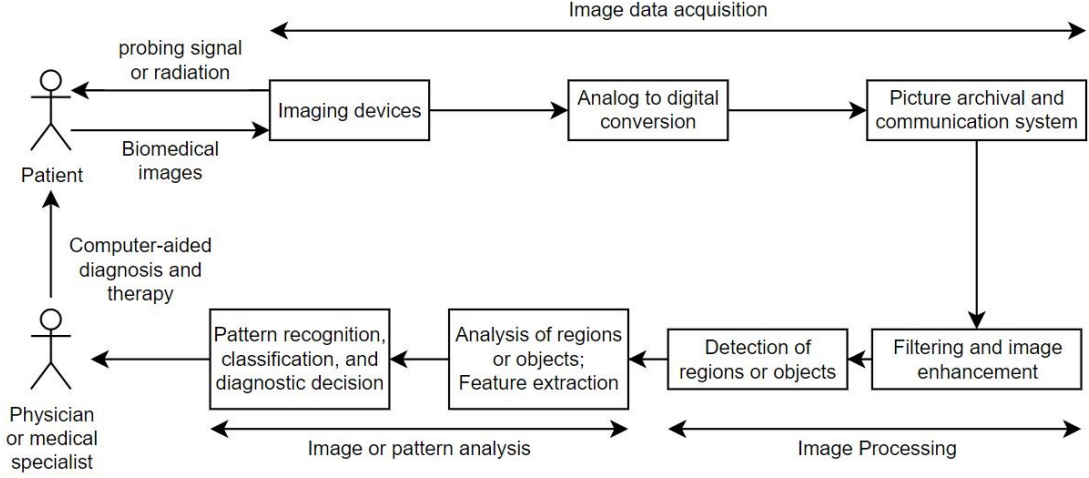 Image data acquisition
probing signal
or radiation
Imaging devices
Analog to digital
conversion
Picture archival and
communication system
Biomedical
images
Patient
Computer-aided
diagnosis and
therapy
Pattern recognition,
classification, and
diagnostic decision
Analysis of regions
or objects;
Feature extraction
Detection of
regions or objects
Filtering and image
enhancement
Physician
or medical
specialist
Image or pattern analysis
Image Processing